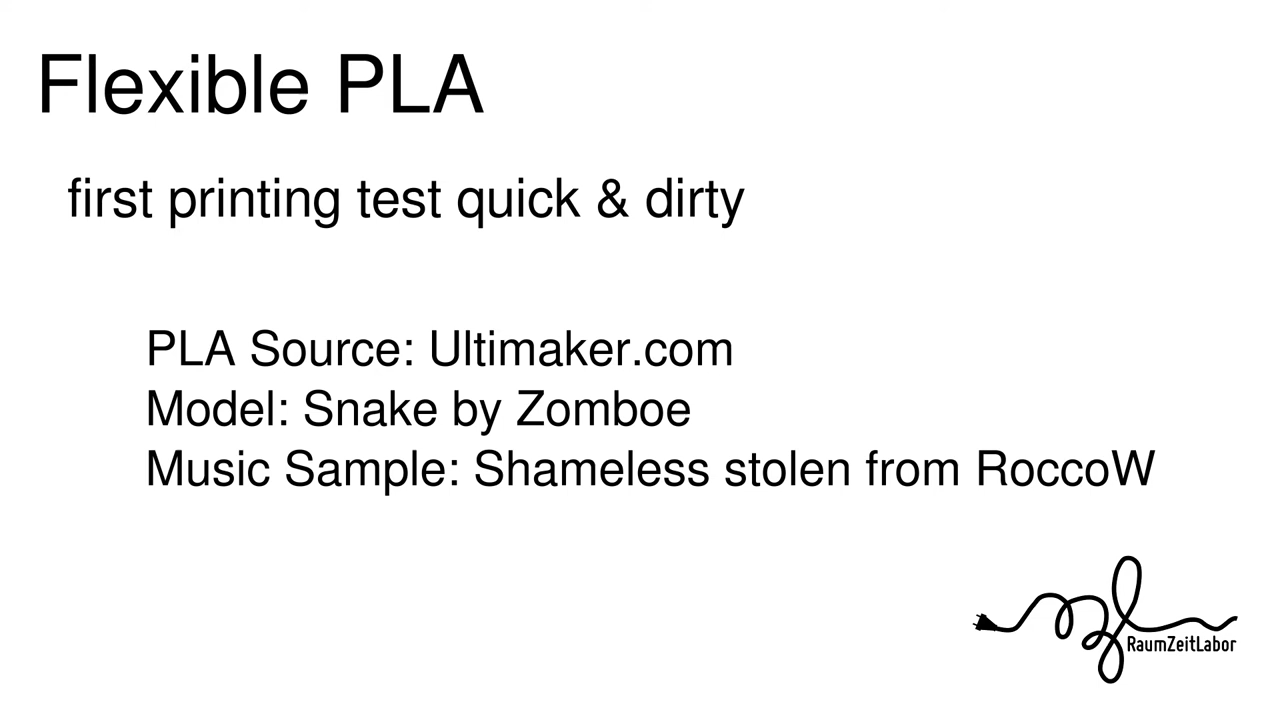 Flexible PLA
first printing test quick & dirty
PLA Source: Ultimaker.com
Model: Snake by Zomboe
Music Sample: Shameless stolen from RoccoW
RaumZeitLabor